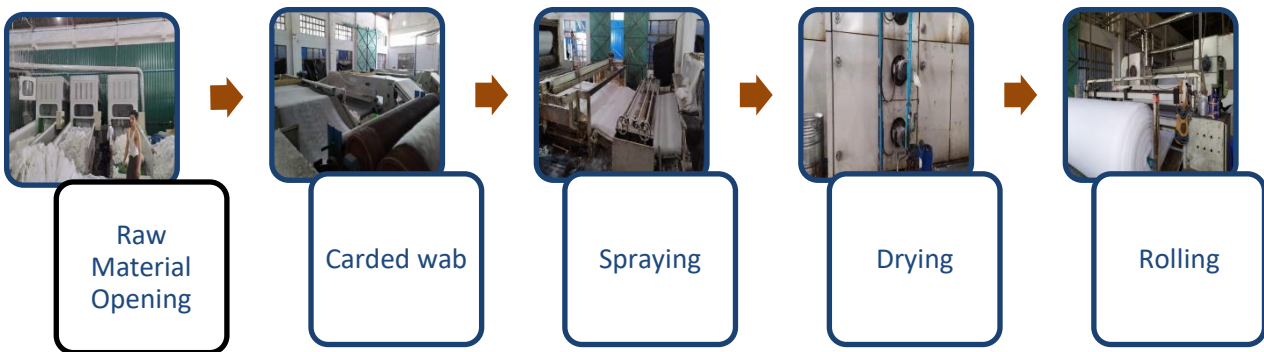 Raw
Material
Opening
Carded wab
Spraying
Drying
Rolling